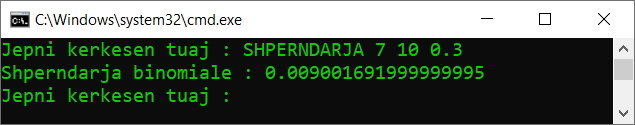 C:\Windows\system32\cmd.exe
Jepni kerkesen tuaj : SHPERNDARJA 7 10 0.3
Shperndarja binomiale : 0.009001691999999995
Jepni kerkesen tuaj :